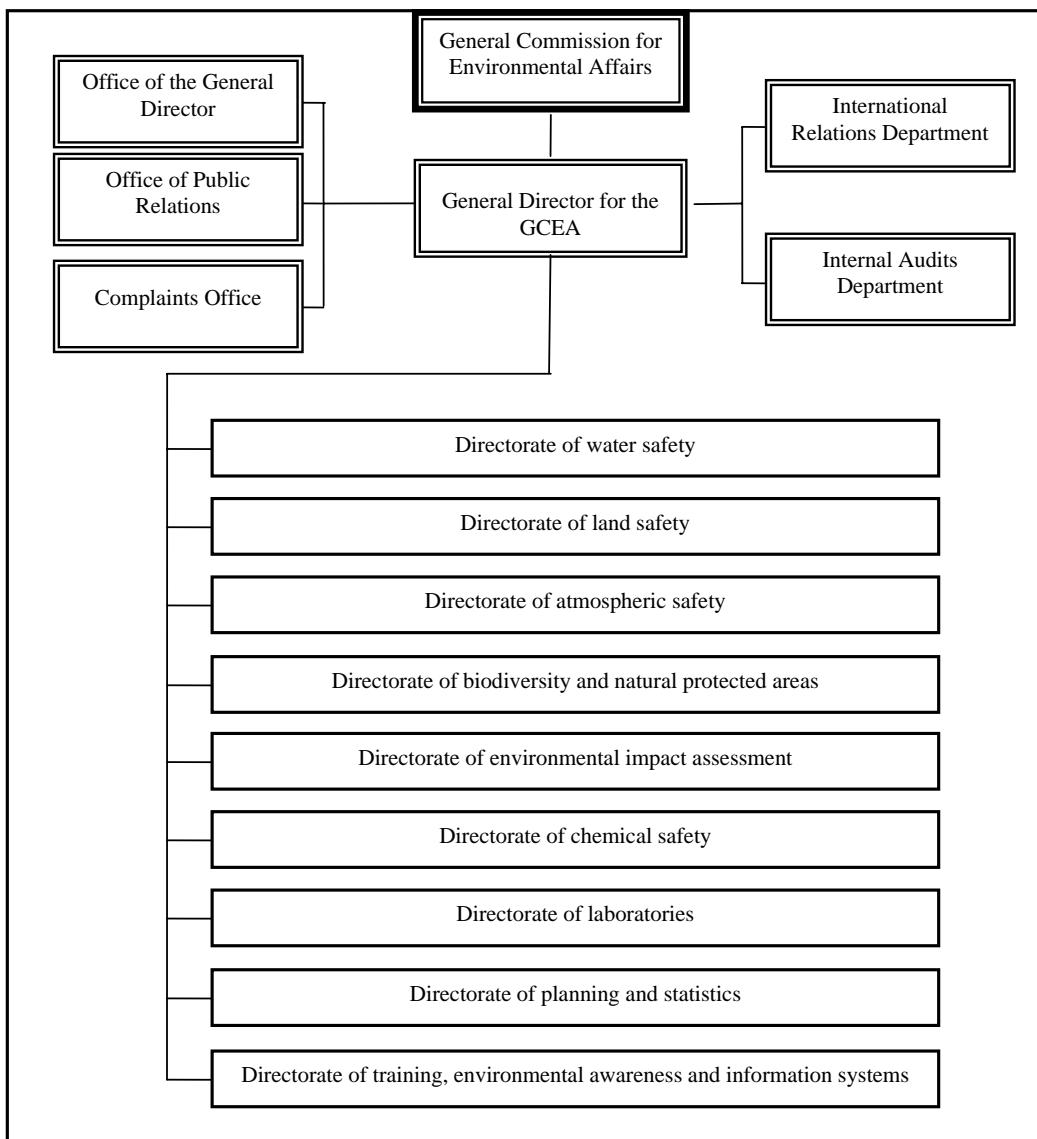 General Commission for
Environmental Affairs
Office of the General
Director
International
Relations Department
Office of Public
Relations
General Director for the
GCEA
Complaints Office
Internal Audits
Department
Directorate of water safety
Directorate of land safety
Directorate of atmospheric safety
Directorate of biodiversity and natural protected areas
Directorate of environmental impact assessment
Directorate of chemical safety
Directorate of laboratories
Directorate of planning and statistics
Directorate of training, environmental awareness and information systems